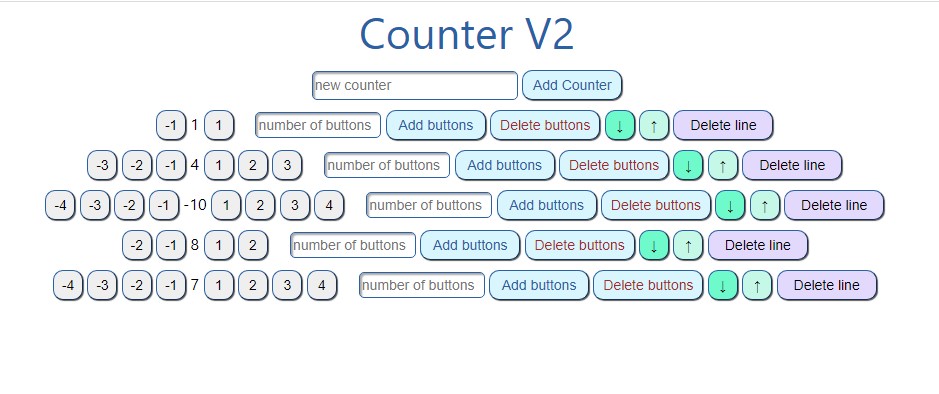 Counter V2
new counter Add Counter
-1 1 1 number of buttons Add buttons Delete buttons ↓ ↑ Delete line
-3 -2 -1 4 1 2 3 number of buttons Add buttons Delete buttons ↓ ↑ Delete line
-4 -3 -2 -1 -10 1 2 3 4 number of buttons Add buttons Delete buttons ↓ ↑ Delete line
-2 -1 8 1 2 number of buttons Add buttons Delete buttons ↓ ↑ Delete line
-4 -3 -2 -1 7 1 2 3 4 number of buttons Add buttons Delete buttons ↓ ↑ Delete line